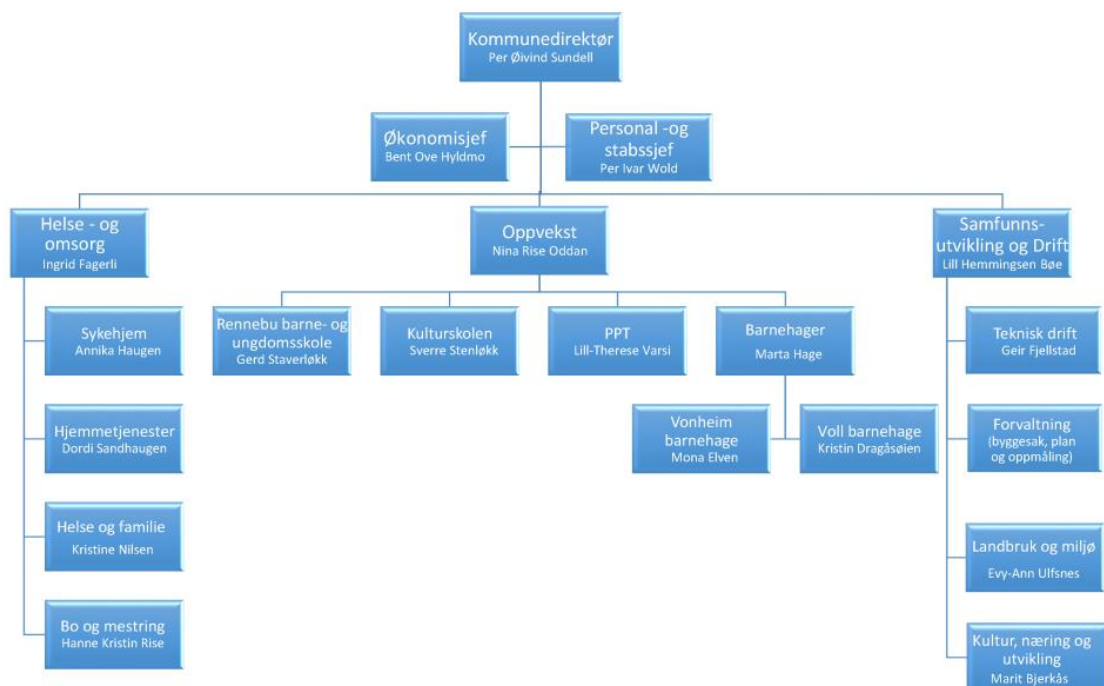 Kommunedirektør
Per Øivind Sundell
Økonomisjef
Bent Ove Hyldmo
Personal -og
stabssjef
Per Ivar Wold
Helse - og
omsorg
Ingrid Fagerli
Oppvekst
Nina Rise Oddan
Samfunns-
utvikling og Drift
Lill Hemmingsen Bøe
Sykehjem
Annika Haugen
Hjemmetjenester
Dordi Sandhaugen
Helse og familie
Kristine Nilsen
Bo og mestring
Hanne Kristin Rise
Rennebu barne- og
ungdomsskole
Gerd Staverløkk
Kulturskolen
Sverre Stenløkk
PPT
Lill-Therese Varsi
Barnehager
Marta Hage
Vonheim
barnehage
Mona Elven
Voll barnehage
Kristin Dragåsøien
Teknisk drift
Geir Fjellstad
Forvaltning
(byggesak, plan
og oppmåling)
Landbruk og miljø
Evy-Ann Ulfsnes
Kultur, næring og
utvikling
Marit Bjerkås